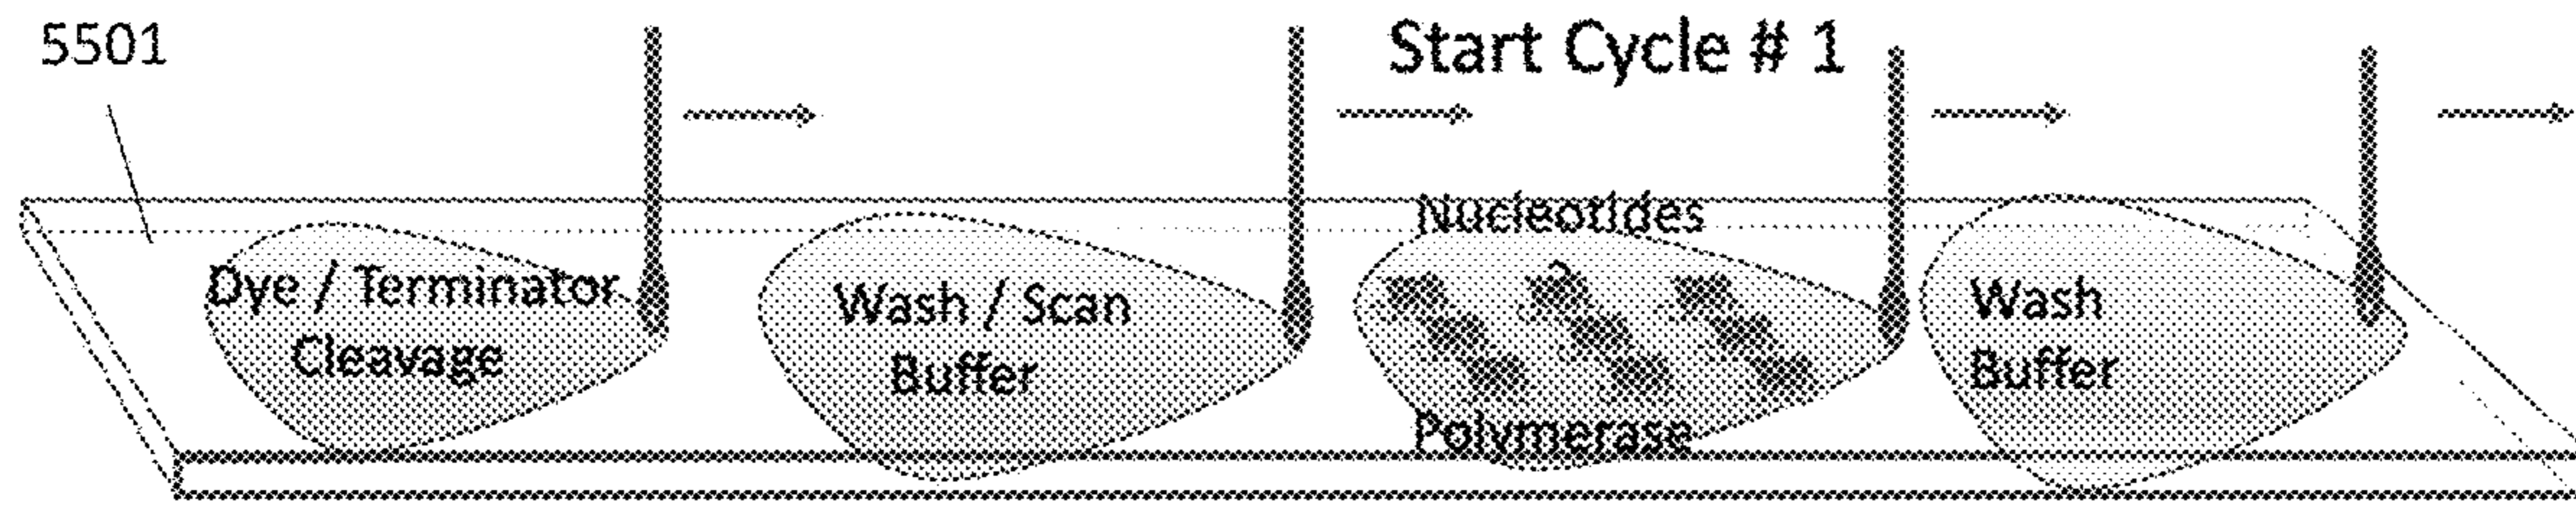 5501
Start Cycle # 1
Dye / Terminator
Cleavage
Wash / Scan
Buffer
Nucleotides
Polymerase
Wash
Buffer